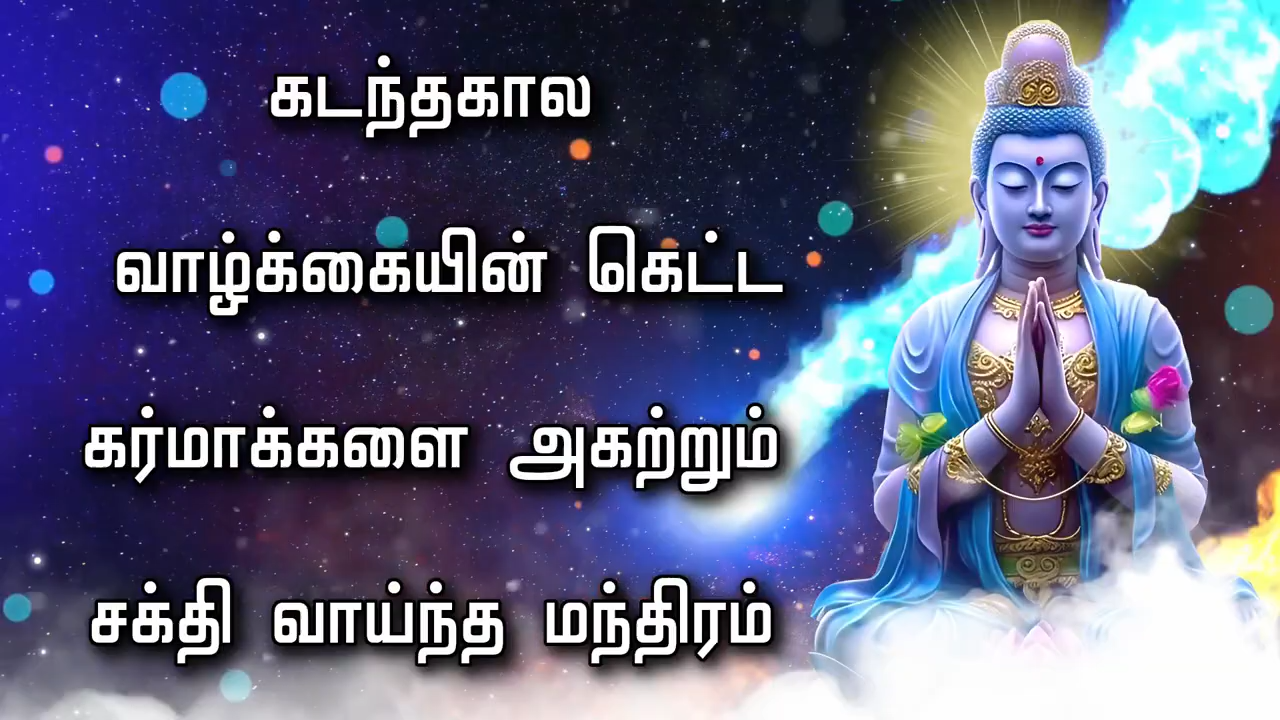 கடந்தகால
வாழ்க்கையின் கெட்ட
கர்மாக்களை அகற்றும்
சக்தி வாய்ந்த மந்திரம்